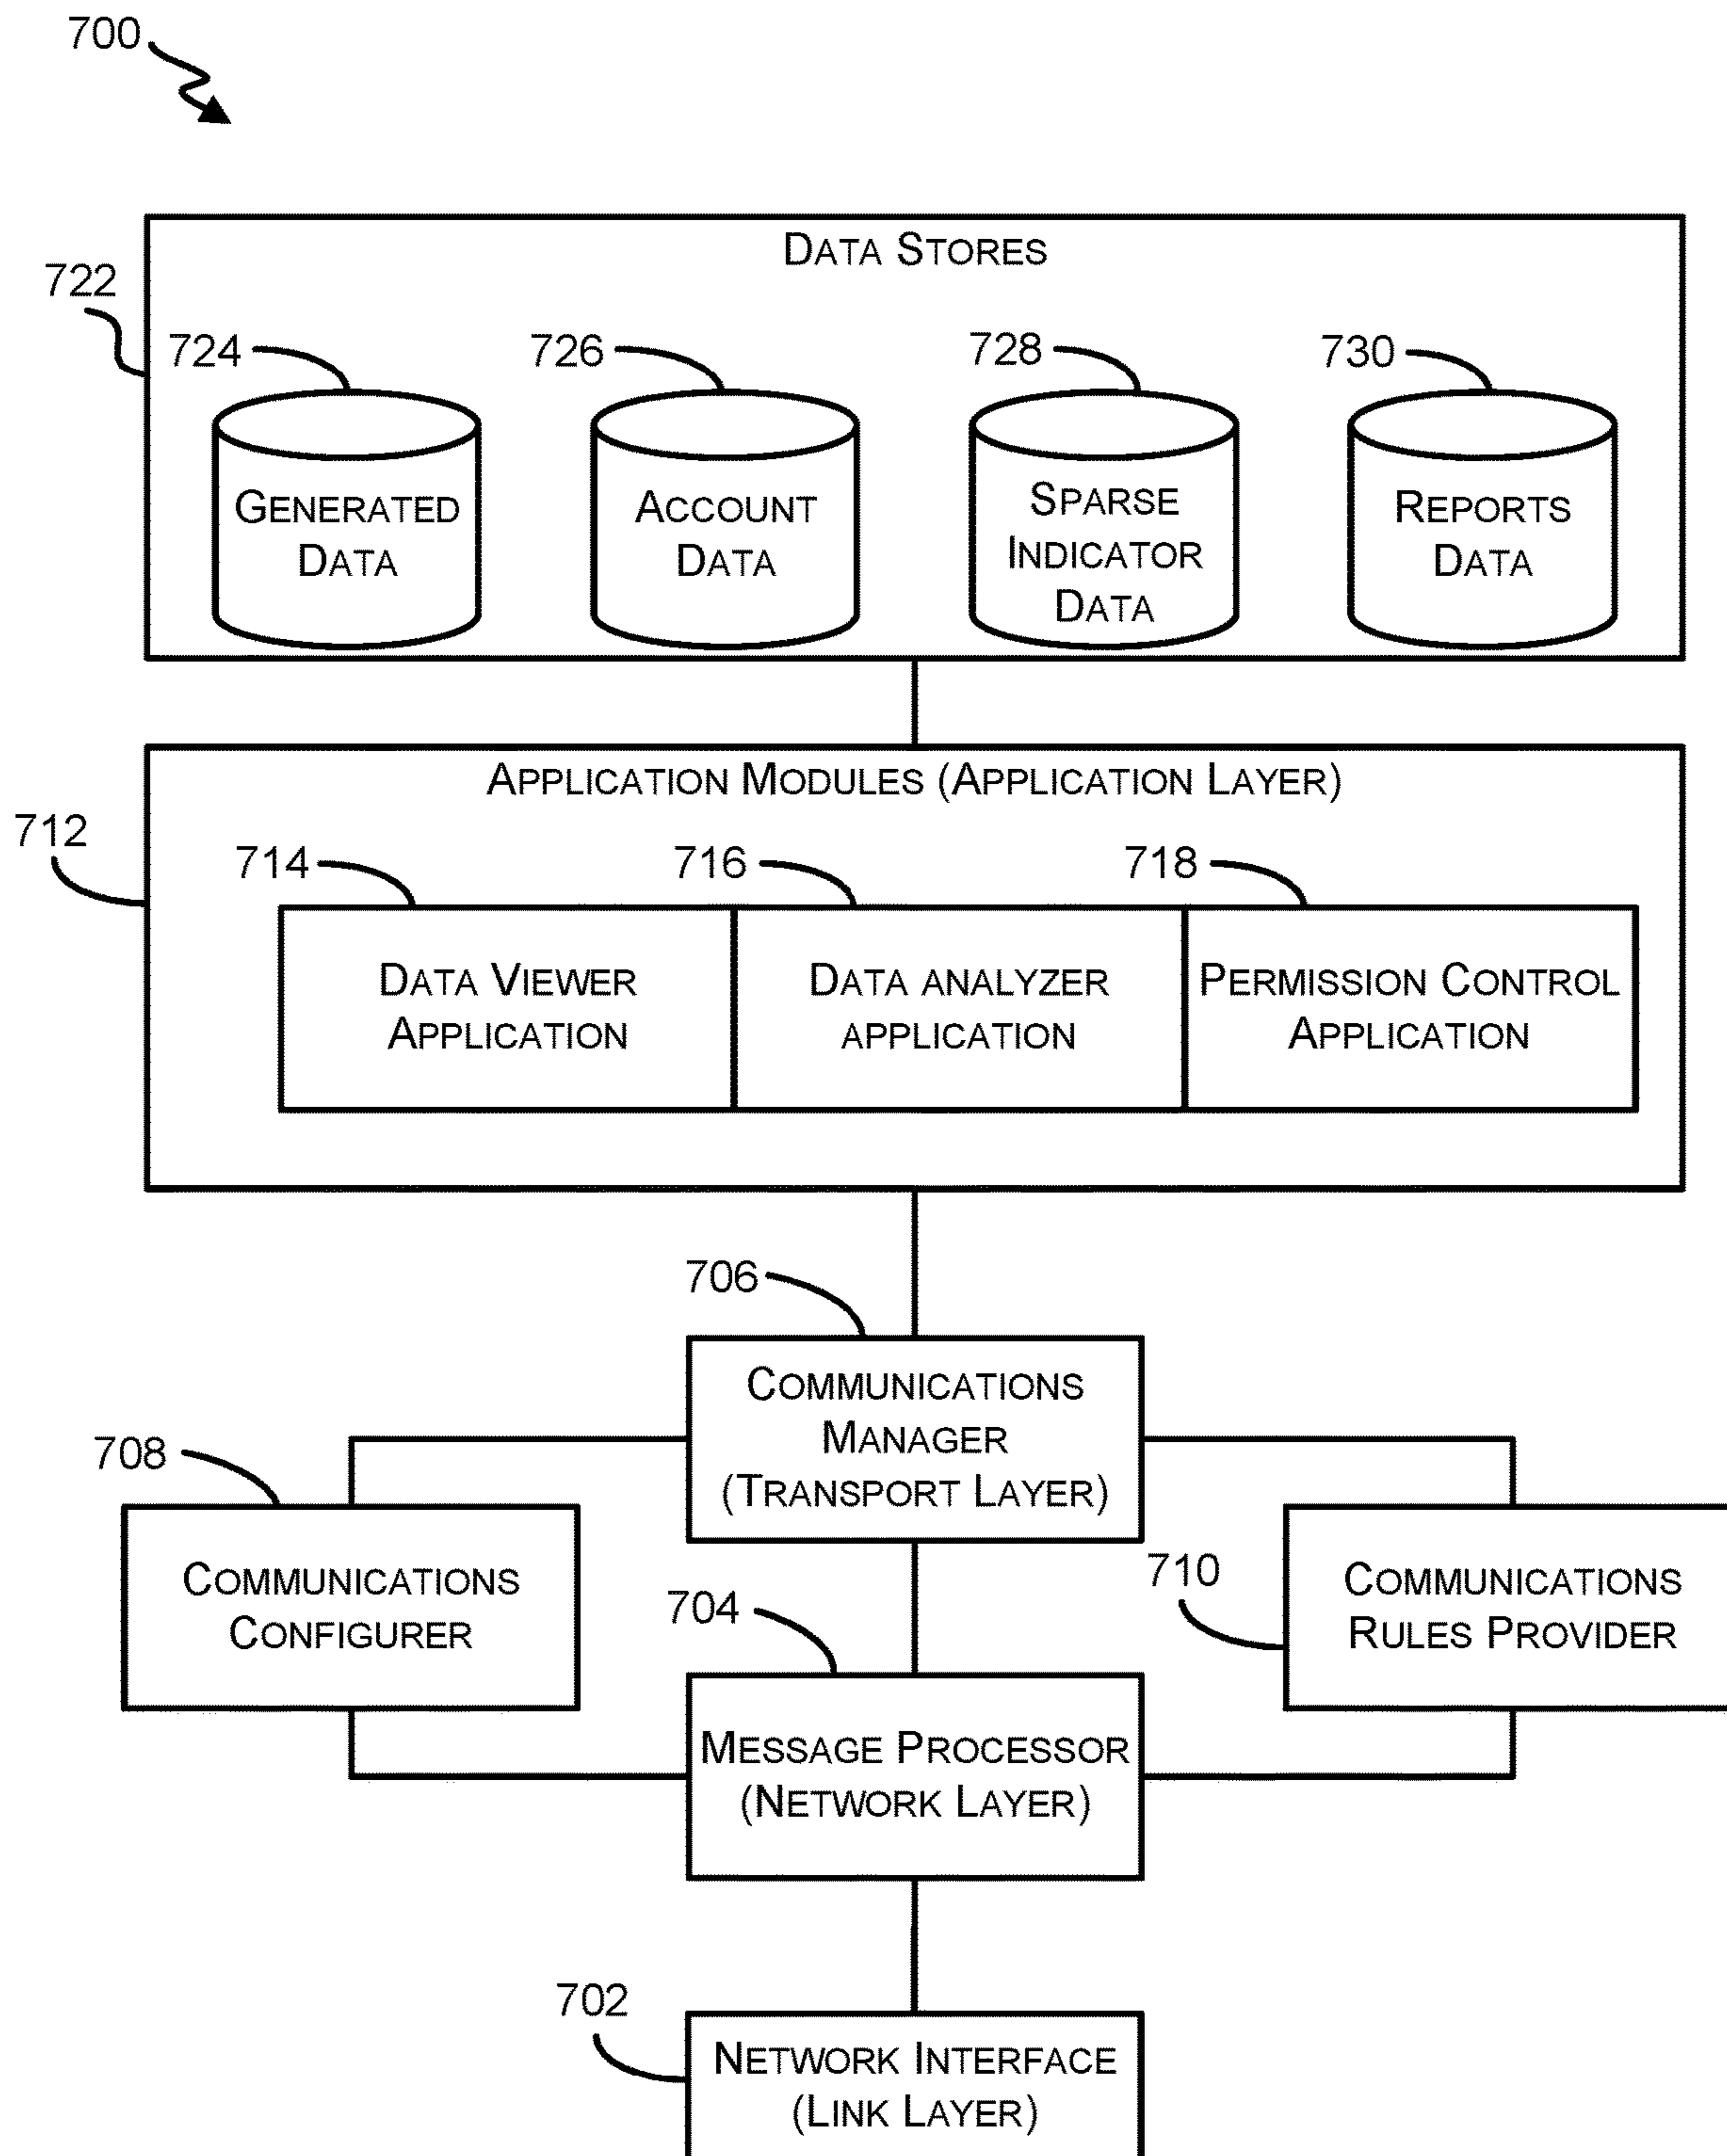 700
DATA STORES
722
724
726
728
730
GENERATED
DATA
ACCOUNT
DATA
SPARSE
INDICATOR
DATA
REPORTS
DATA
APPLICATION MODULES (APPLICATION LAYER)
712
714
716
718
DATA VIEWER
APPLICATION
DATA ANALYZER
APPLICATION
PERMISSION CONTROL
APPLICATION
706
COMMUNICATIONS
MANAGER
(TRANSPORT LAYER)
708
COMMUNICATIONS
CONFIGURER
710
COMMUNICATIONS
RULES PROVIDER
704
MESSAGE PROCESSOR
(NETWORK LAYER)
702
NETWORK INTERFACE
(LINK LAYER)